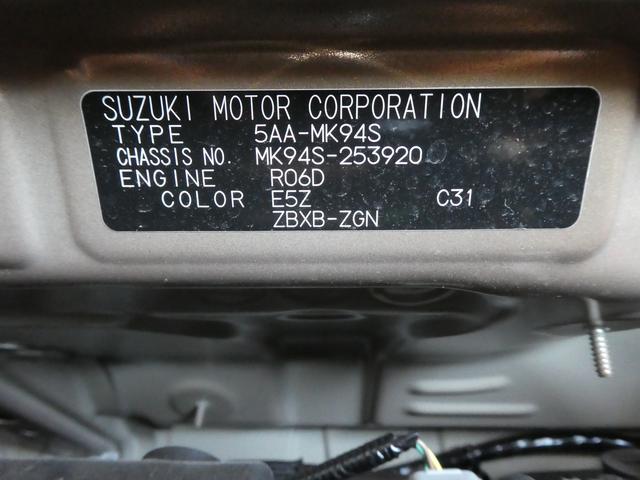 SUZUKI MOTOR CORPORATION
TYPE 5AA-MK94S
CHASSIS NO. MK94S-253920
ENGINE R06D
COLOR E5Z C31
ZBXB-ZGN